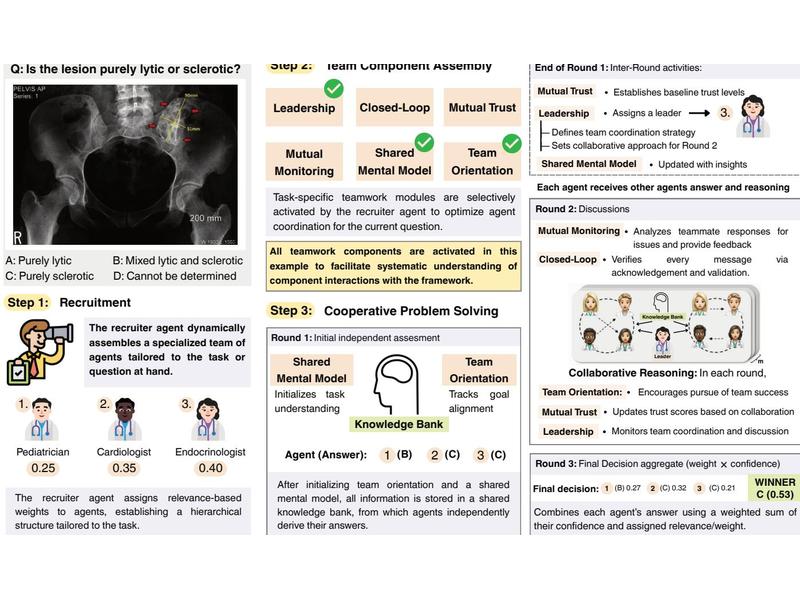 Q: Is the lesion purely lytic or sclerotic?
PELVIS AP
Series: 1
200 mm
R
A: Purely lytic
B: Mixed lytic and sclerotic
C: Purely sclerotic
D: Cannot be determined
Step 1: Recruitment
The recruiter agent dynamically
assembles a specialized team of
agents tailored to the task or
question at hand.
1.
2.
3.
Pediatrician
Cardiologist
Endocrinologist
0.25
0.35
0.40
The recruiter agent assigns relevance-based
weights to agents, establishing a hierarchical
structure tailored to the task.
Step 2: Team Component Assembly
Leadership
Closed-Loop
Mutual Trust
Mutual
Monitoring
Shared
Mental Model
Team
Orientation
Task-specific teamwork modules are selectively
activated by the recruiter agent to optimize agent
coordination for the current question.
All teamwork components are activated in this
example to facilitate systematic understanding of
component interactions with the framework.
Step 3: Cooperative Problem Solving
Round 1: Initial independent assesment
Shared
Mental Model
Initializes task
understanding
Team
Orientation
Tracks goal
alignment
Knowledge Bank
Agent (Answer): 1 (B) 2 (C) 3 (C)
After initializing team orientation and a shared
mental model, all information is stored in a shared
knowledge bank, from which agents independently
derive their answers.
End of Round 1: Inter-Round activities:
Mutual Trust • Establishes baseline trust levels
Leadership • Assigns a leader 3.
Defines team coordination strategy
Sets collaborative approach for Round 2
Shared Mental Model • Updated with insights
Each agent receives other agents answer and reasoning
Round 2: Discussions
Mutual Monitoring • Analyzes teammate responses for
issues and provide feedback
Closed-Loop • Verifies every message via
acknowledgement and validation.
Knowledge Bank
Leader
m
Collaborative Reasoning: In each round,
Team Orientation: • Encourages pursue of team success
Mutual Trust • Updates trust scores based on collaboration
Leadership • Monitors team coordination and discussion
Round 3: Final Decision aggregate (weight × confidence)
Final decision: 1 (B) 0.27 2 (C) 0.32 3 (C) 0.21
WINNER
C (0.53)
Combines each agent's answer using a weighted sum of
their confidence and assigned relevance/weight.